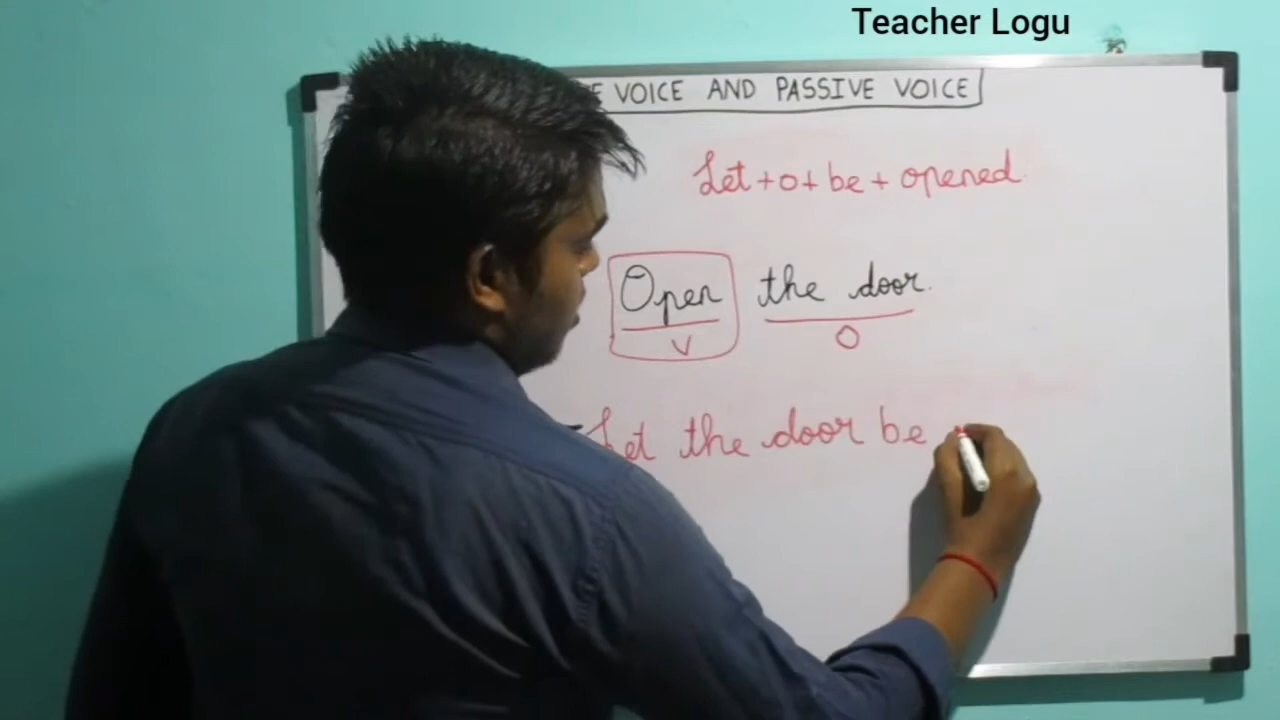 Teacher Logu
VOICE AND PASSIVE VOICE
Let + o + be + opened.
Open the door.
V O
Let the door be